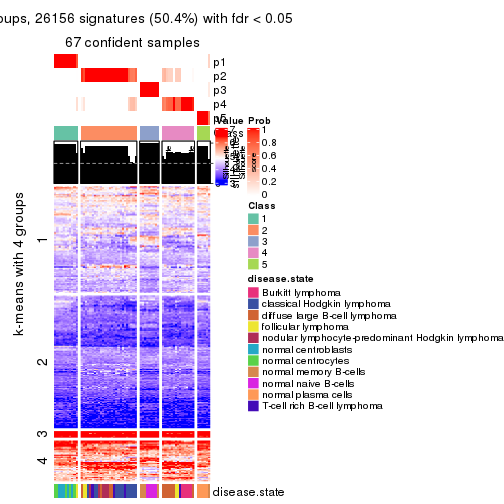 oups, 26156 signatures (50.4%) with fdr < 0.05
67 confident samples
p1
p2
p3
p4
Value
Prob
1
0.8
0.6
0.4
0.2
0
Class
1
2
3
4
5
disease.state
Burkitt lymphoma
classical Hodgkin lymphoma
diffuse large B-cell lymphoma
follicular lymphoma
nodular lymphocyte-predominant Hodgkin lymphoma
normal centroblasts
normal centrocytes
normal memory B-cells
normal naive B-cells
normal plasma cells
T-cell rich B-cell lymphoma
k-means with 4 groups
1
2
3
4
disease.state